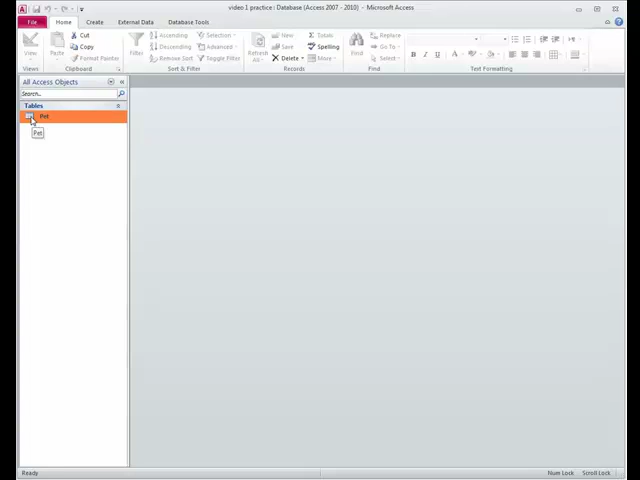 video 1 practice : Database (Access 2007 - 2010) - Microsoft Access
File Home Create External Data Database Tools
View
Views
Cut
Copy
Format Painter
Clipboard
Filter
Ascending
Descending
Remove Sort
Selection
Advanced
Toggle Filter
Sort & Filter
Refresh All
New
Save
Delete
Totals
Spelling
More
Records
Find
Replace
Go To
Select
Find
B I U
A
Text Formatting
All Access Objects
Search...
Tables
Pet
Pet
Ready
Num Lock Scroll Lock